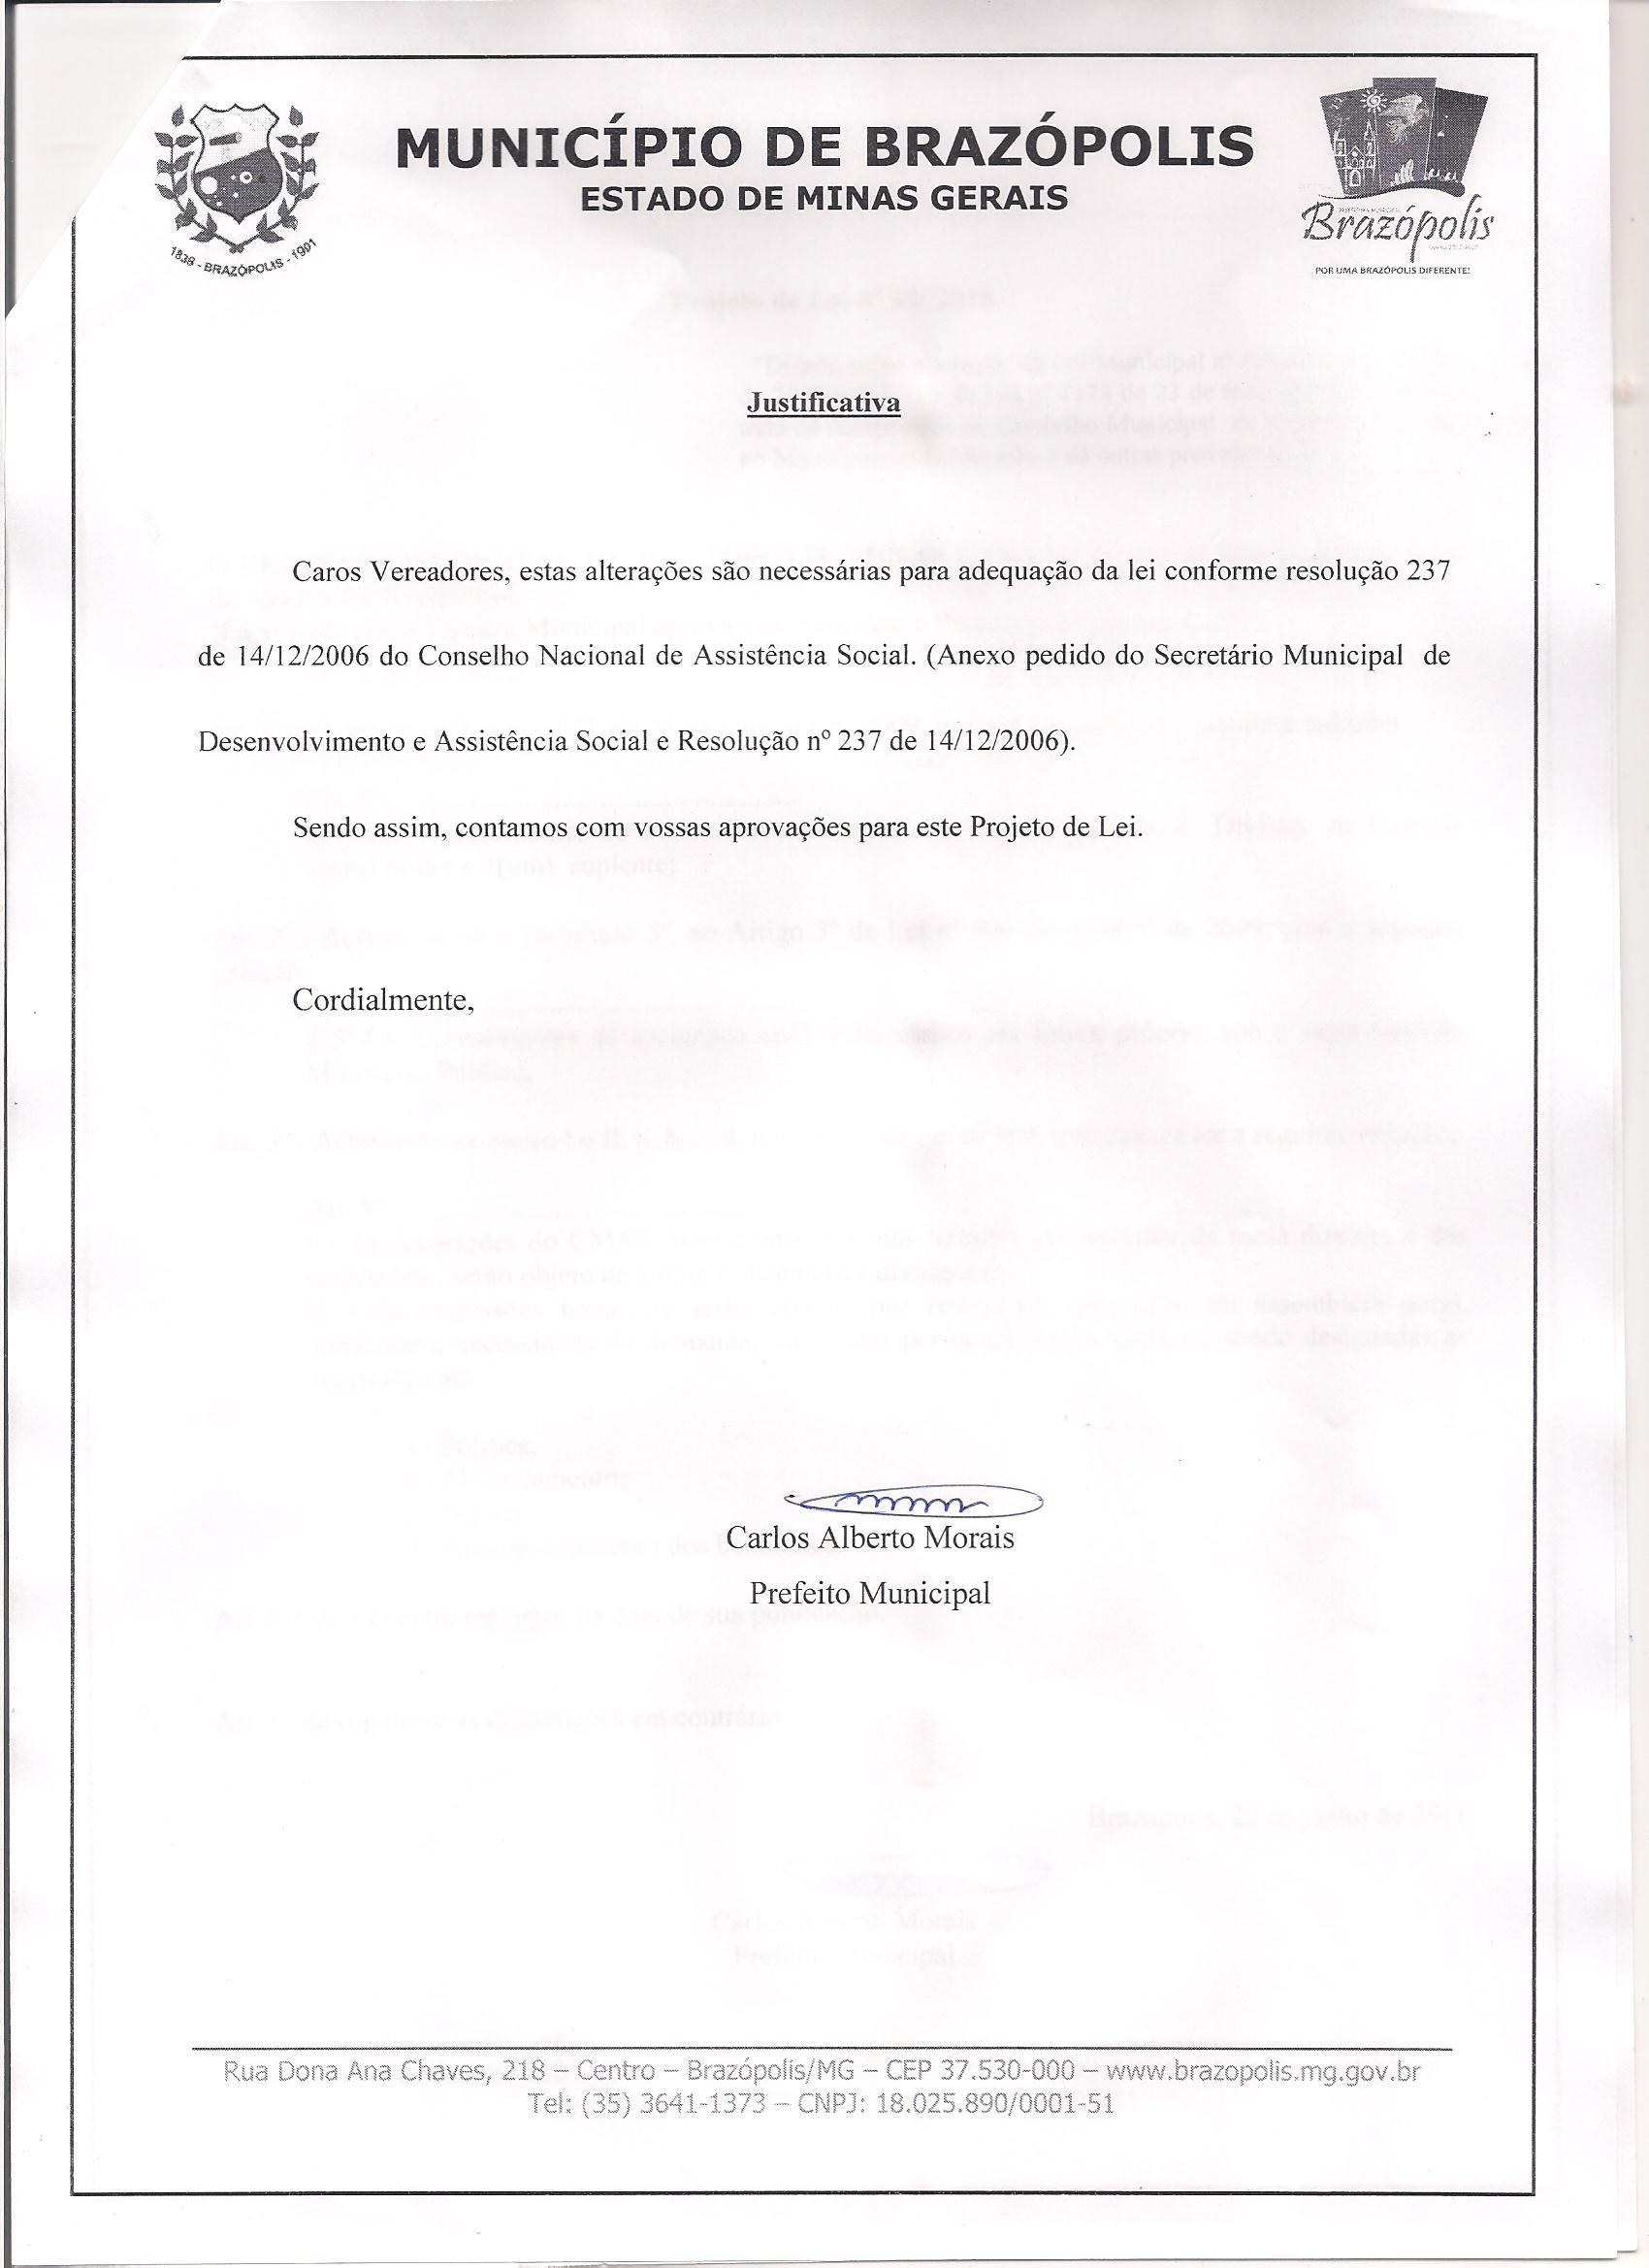 MUNICÍPIO DE BRAZÓPOLIS
ESTADO DE MINAS GERAIS
1838 - BRAZÓPOLIS - 1901
Brazópolis
POR UMA BRAZÓPOLIS DIFERENTE!
Justificativa
Caros Vereadores, estas alterações são necessárias para adequação da lei conforme resolução 237
de 14/12/2006 do Conselho Nacional de Assistência Social. (Anexo pedido do Secretário Municipal de
Desenvolvimento e Assistência Social e Resolução nº 237 de 14/12/2006).
Sendo assim, contamos com vossas aprovações para este Projeto de Lei.
Cordialmente,
Carlos Alberto Morais
Prefeito Municipal
Rua Dona Ana Chaves, 218 – Centro – Brazópolis/MG – CEP 37.530-000 – www.brazopolis.mg.gov.br
Tel: (35) 3641-1373 – CNPJ: 18.025.890/0001-51